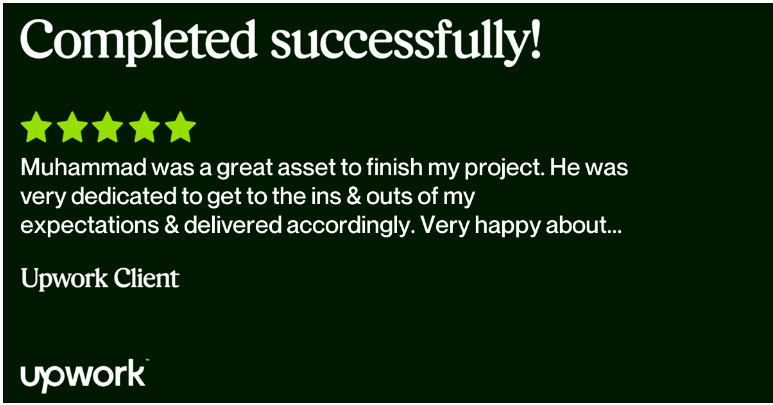 Completed successfully!
Muhammad was a great asset to finish my project. He was
very dedicated to get to the ins & outs of my
expectations & delivered accordingly. Very happy about...
Upwork Client
upwork™